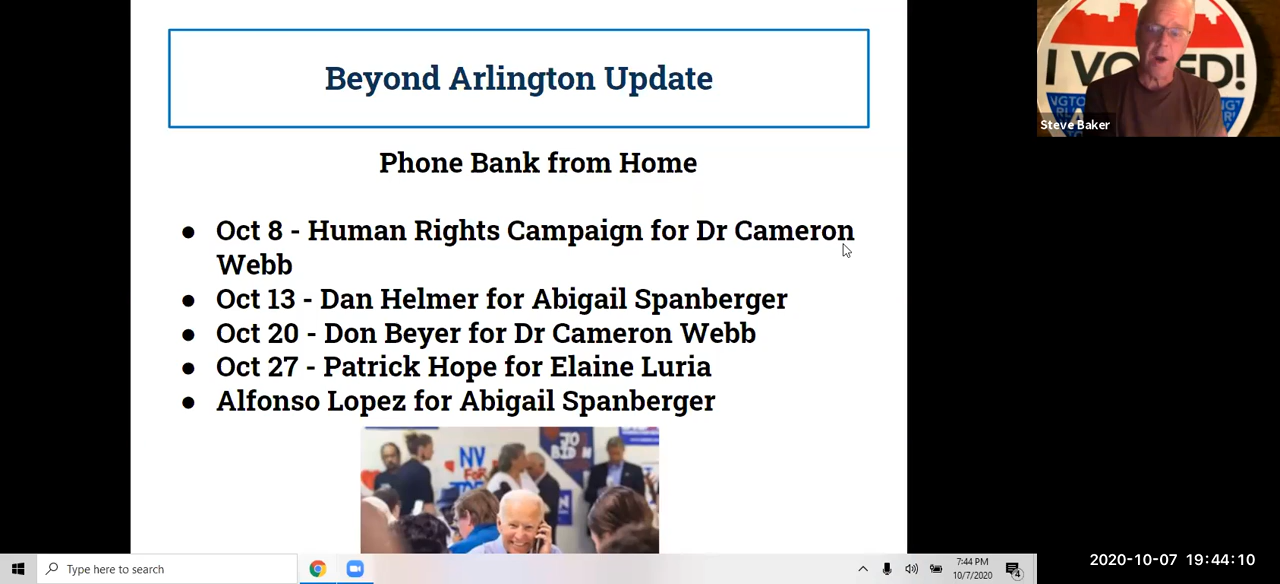 Beyond Arlington Update
I VOTED!
Steve Baker
Phone Bank from Home
● Oct 8 - Human Rights Campaign for Dr Cameron
Webb
● Oct 13 - Dan Helmer for Abigail Spanberger
● Oct 20 - Don Beyer for Dr Cameron Webb
● Oct 27 - Patrick Hope for Elaine Luria
● Alfonso Lopez for Abigail Spanberger
NV
FOR
Type here to search
7:44 PM
10/7/2020
4
2020-10-07 19:44:10